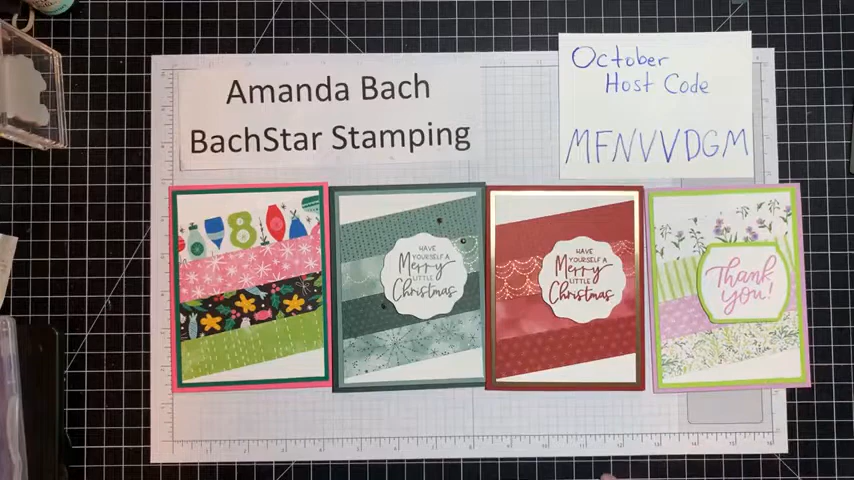 Amanda Bach
BachStar Stamping
October
Host Code
MFNVVDGM
HAVE
YOURSELF A
Merry
LITTLE
Christmas
HAVE
YOURSELF A
Merry
LITTLE
Christmas
Thank
you!